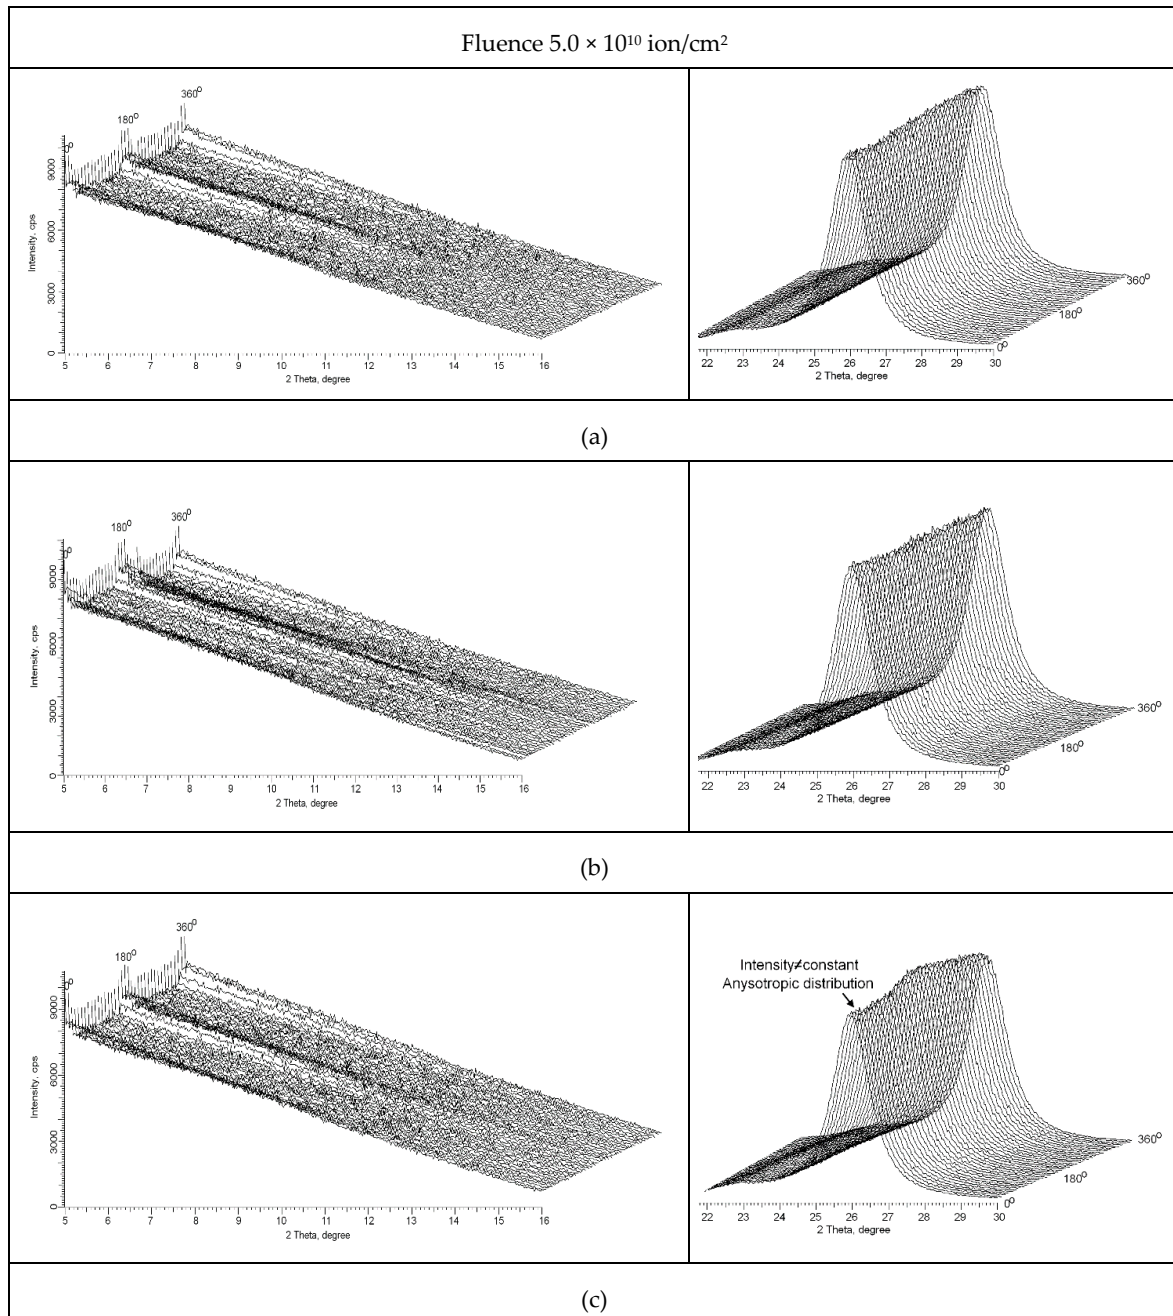 Fluence 5.0 × 10¹⁰ ion/cm²
360⁰
180⁰
0⁰
9000
6000
3000
0
Intensity, cps
5 6 7 8 9 10 11 12 13 14 15 16
2 Theta, degree
360⁰
180⁰
0⁰
22 23 24 25 26 27 28 29 30
2 Theta, degree
(a)
360⁰
180⁰
0⁰
9000
6000
3000
0
Intensity, cps
5 6 7 8 9 10 11 12 13 14 15 16
2 Theta, degree
360⁰
180⁰
0⁰
22 23 24 25 26 27 28 29 30
2 Theta, degree
(b)
360⁰
180⁰
0⁰
9000
6000
3000
0
Intensity, cps
5 6 7 8 9 10 11 12 13 14 15 16
2 Theta, degree
Intensity≠constant
Anysotropic distribution
360⁰
180⁰
0⁰
22 23 24 25 26 27 28 29 30
2 Theta, degree
(c)